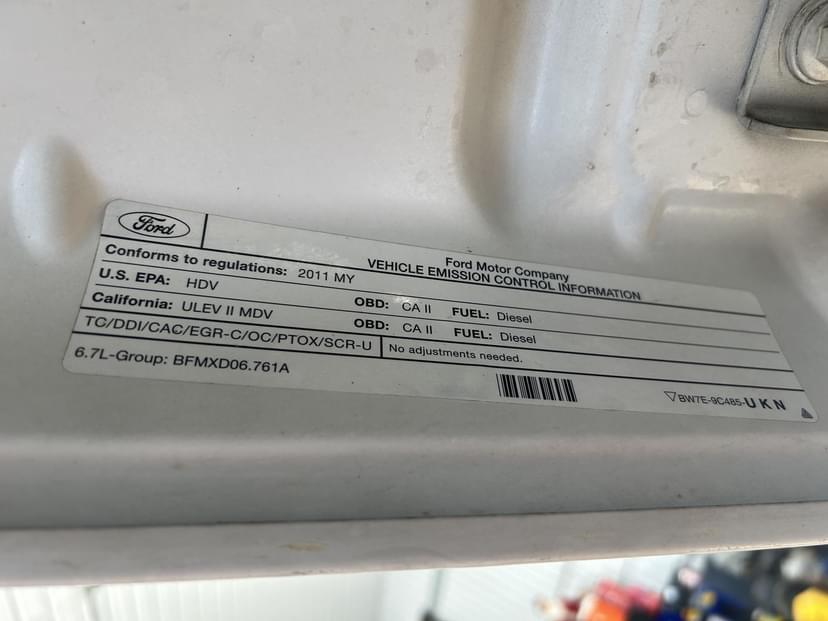 Ford
Ford Motor Company
VEHICLE EMISSION CONTROL INFORMATION
Conforms to regulations: 2011 MY
U.S. EPA: HDV OBD: CA II FUEL: Diesel
California: ULEV II MDV OBD: CA II FUEL: Diesel
TC/DDI/CAC/EGR-C/OC/PTOX/SCR-U No adjustments needed.
6.7L-Group: BFMXD06.761A
BW7E-9C485-UKN